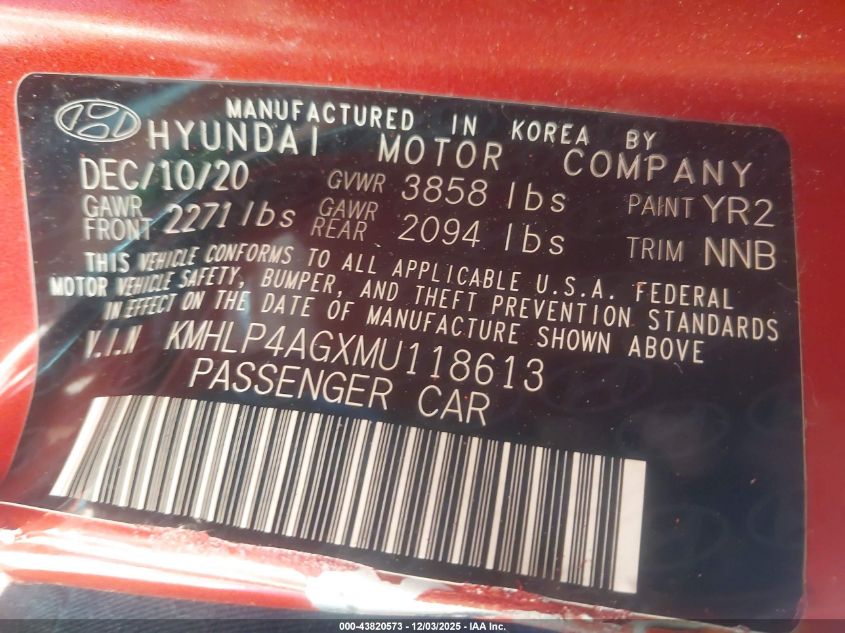 MANUFACTURED IN KOREA BY
HYUNDAI MOTOR COMPANY
DEC/10/20 GVWR 3858 lbs PAINT YR2
GAWR FRONT 2271 lbs GAWR REAR 2094 lbs TRIM NNB
THIS VEHICLE CONFORMS TO ALL APPLICABLE U.S.A. FEDERAL
MOTOR VEHICLE SAFETY, BUMPER, AND THEFT PREVENTION STANDARDS
IN EFFECT ON THE DATE OF MANUFACTURE SHOWN ABOVE
V.I.N KMHLP4AGXMU118613
PASSENGER CAR
000-43820573 - 12/03/2025 - IAA Inc.